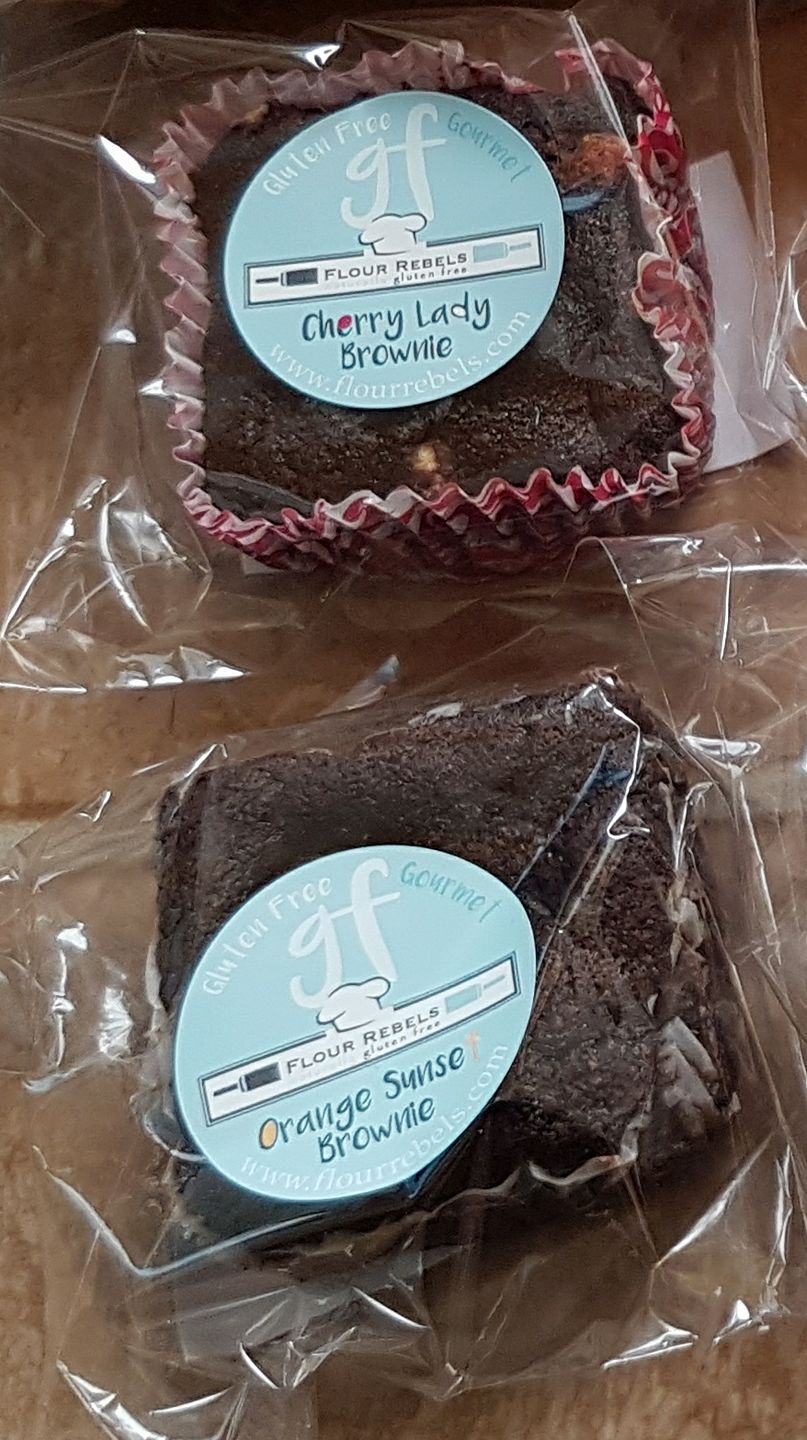 Gluten Free Gourmet
gf
FLOUR REBELS
naturally gluten free
Cherry Lady
Brownie
www.flourrebels.com
Gluten Free Gourmet
gf
FLOUR REBELS
naturally gluten free
Orange Sunset
Brownie
www.flourrebels.com